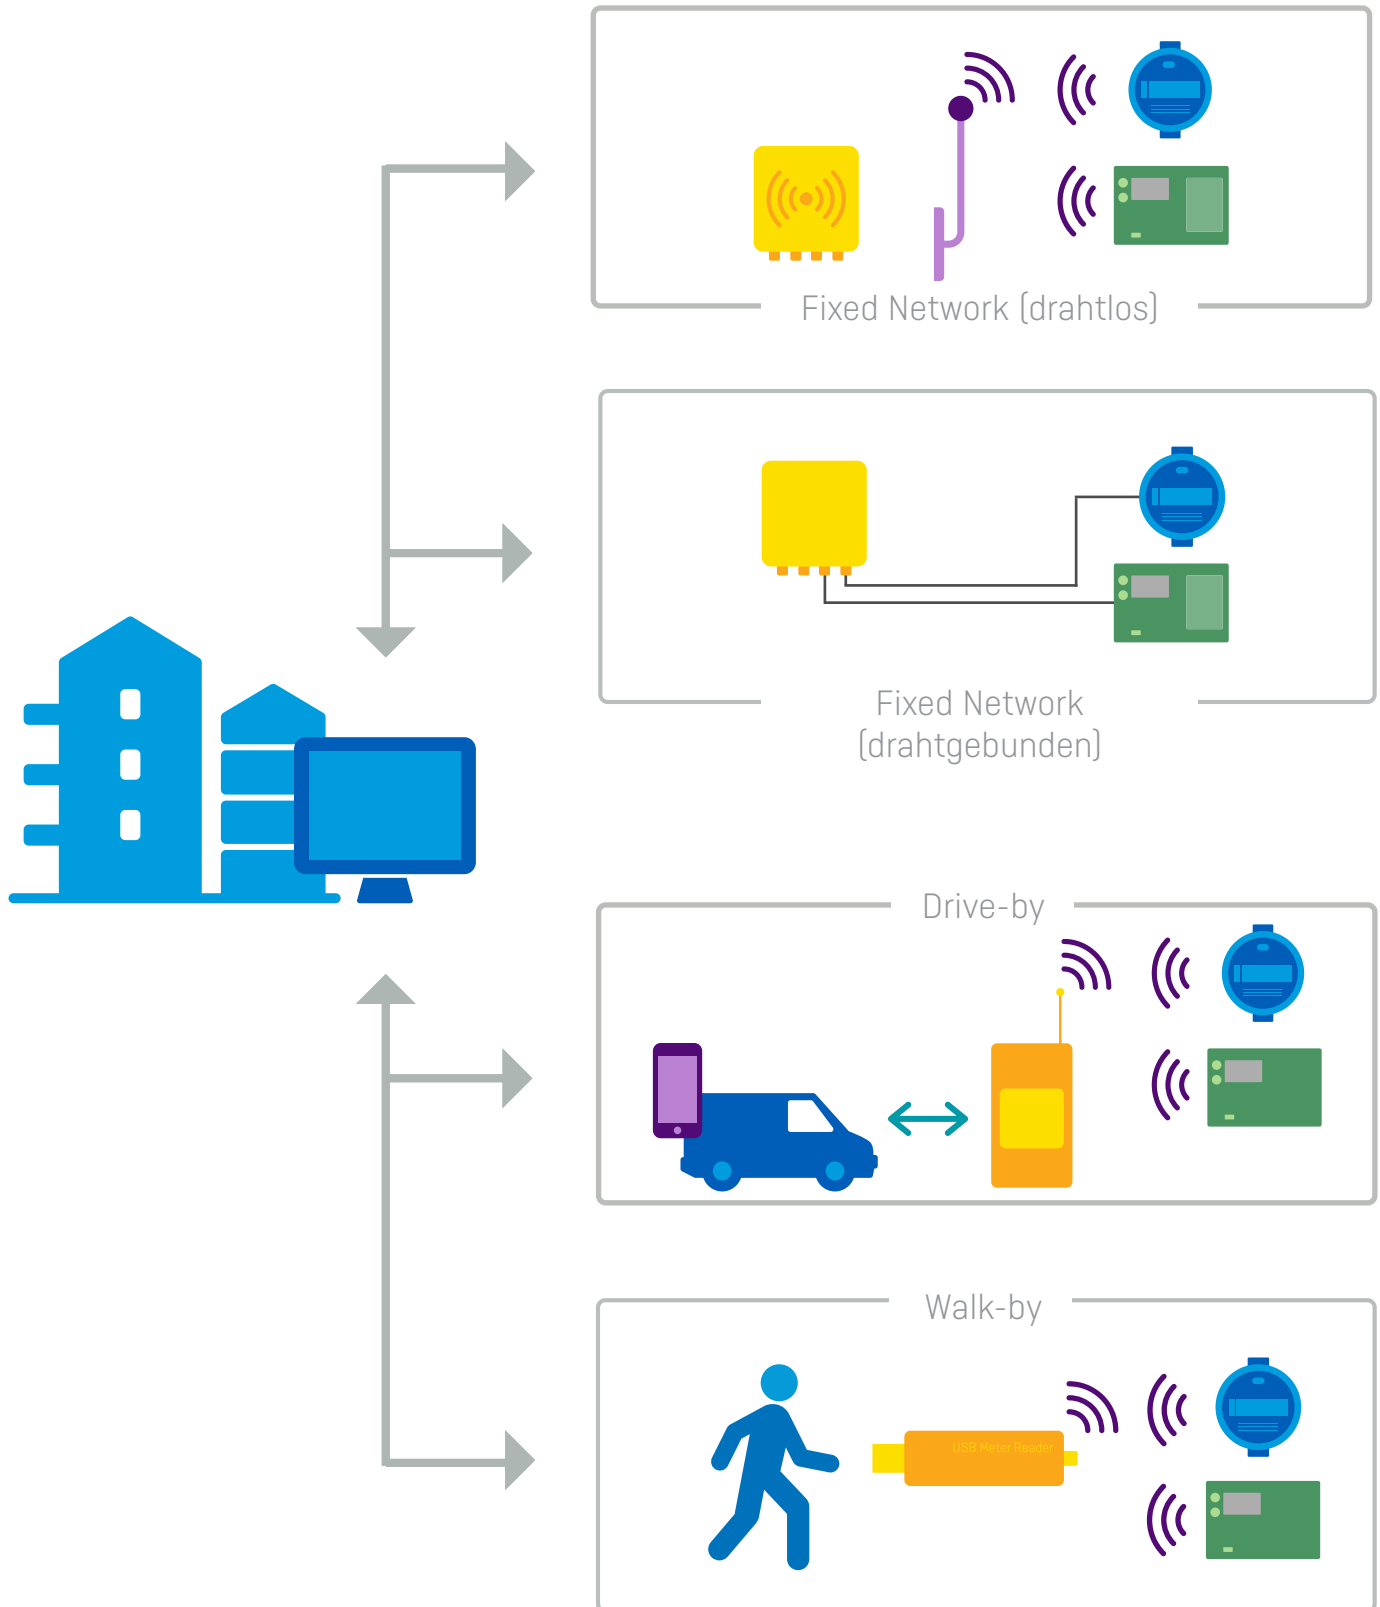 Fixed Network (drahtlos)
Fixed Network
(drahtgebunden)
Drive-by
Walk-by
USB Meter Reader